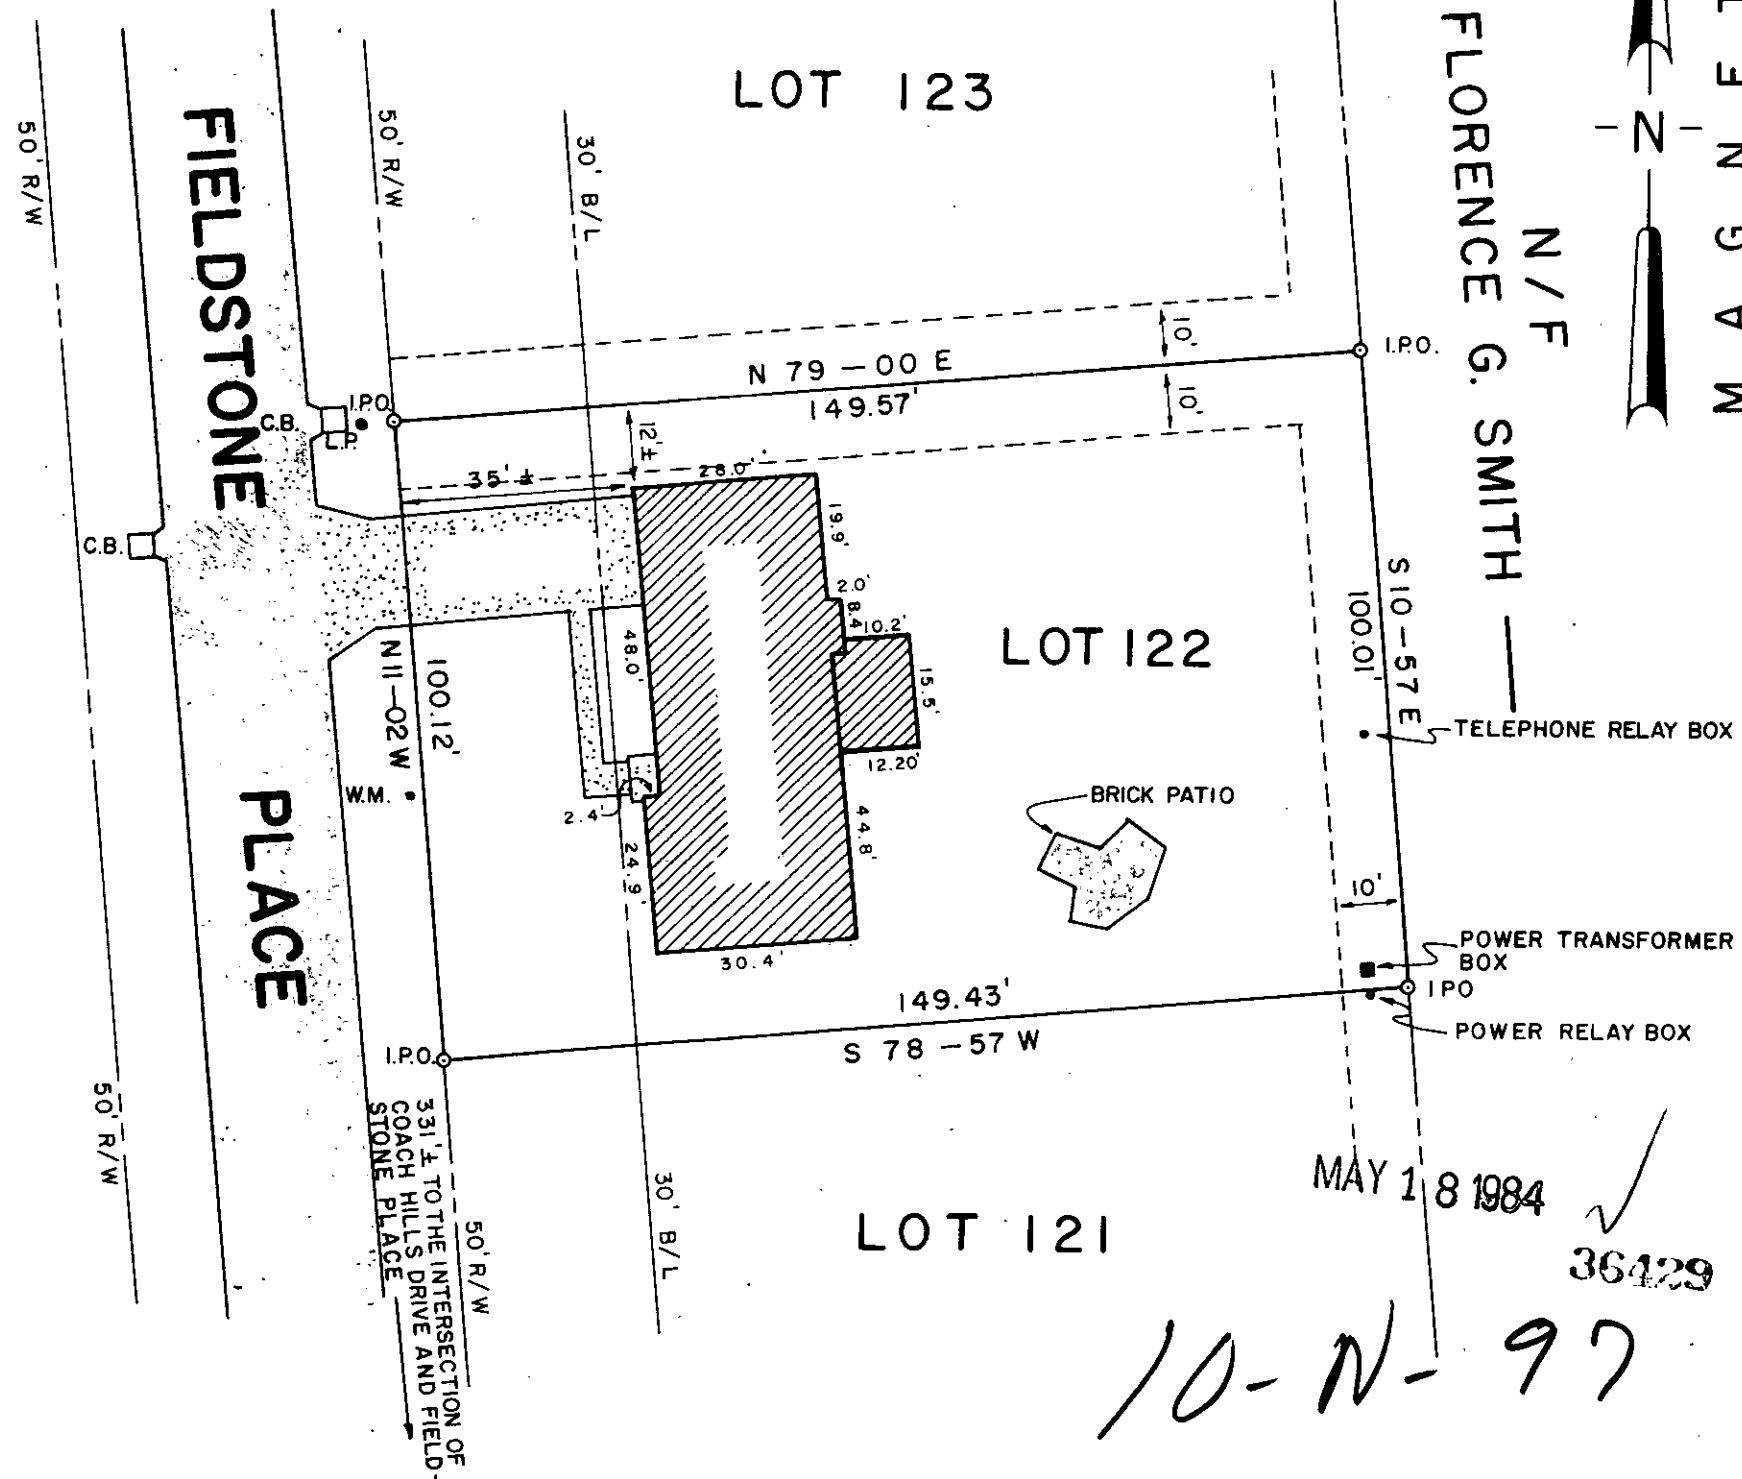 LOT 123
FLORENCE G. SMITH
N/F
N
M A G N E T
50' R/W
FIELDSTONE
PLACE
50' R/W
30' B/L
I.P.O.
N 79-00 E
149.57'
10'
10'
I.P.O.
C.B.
L.P.
12'±
35'±
28.0'
C.B.
19.9'
2.0'
8.4
10.2'
15.5'
12.20'
48.0'
LOT 122
S 10-57 E
100.01'
N11-02W
100.12'
TELEPHONE RELAY BOX
W.M.
BRICK PATIO
2.4
24.9'
44.8'
10'
30.4'
POWER TRANSFORMER
BOX
149.43'
S 78-57 W
I.P.O.
IPO
POWER RELAY BOX
50' R/W
331'± TO THE INTERSECTION OF
COACH HILLS DRIVE AND FIELD-
STONE PLACE
50' R/W
30' B/L
LOT 121
MAY 18 1984
36429
10-N-97